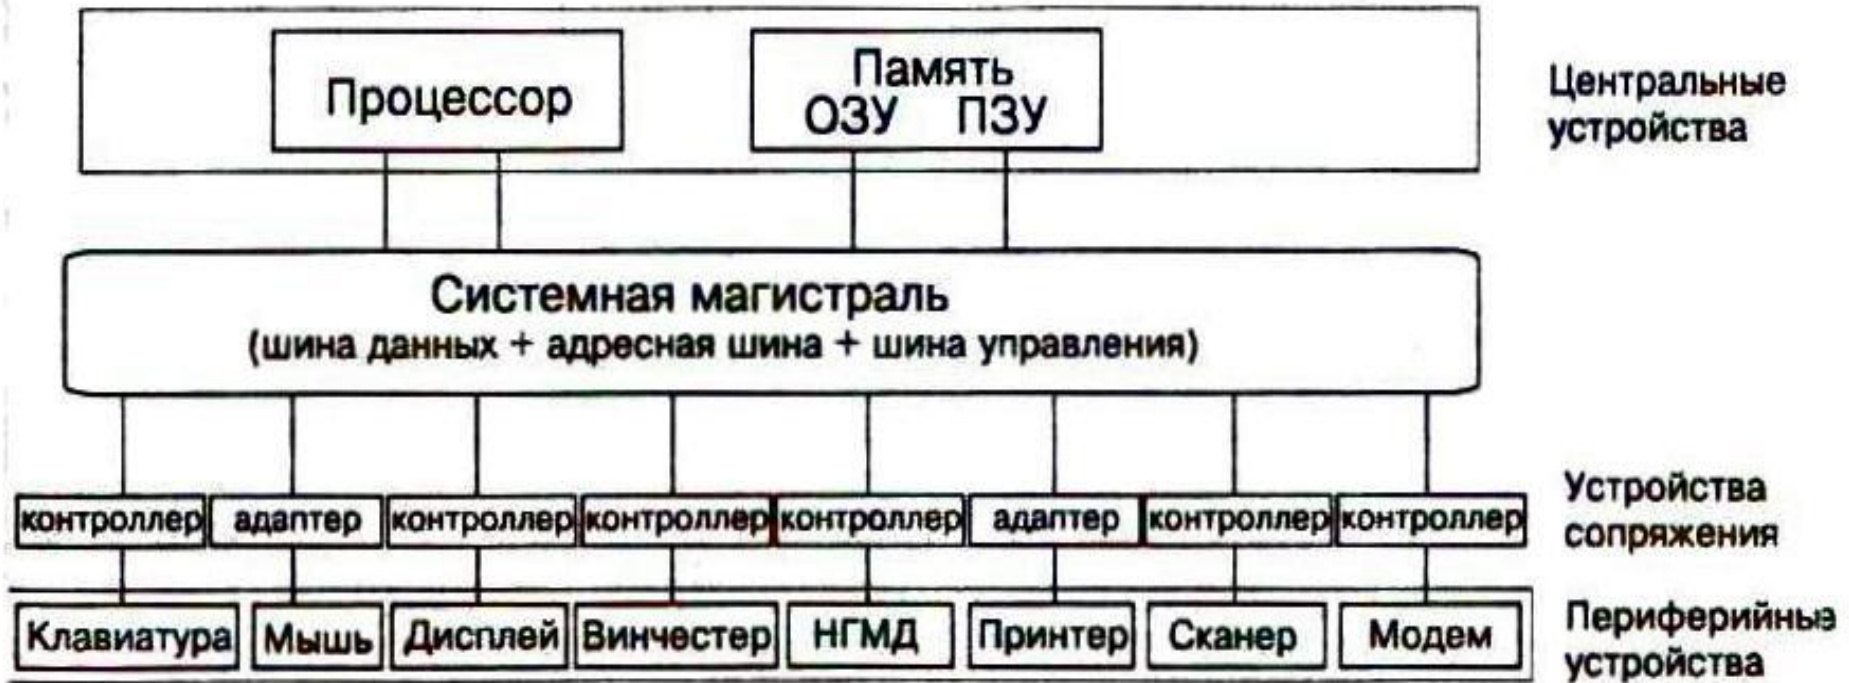 Процессор
Память
ОЗУ ПЗУ
Центральные
устройства
Системная магистраль
(шина данных + адресная шина + шина управления)
контроллер адаптер контроллер контроллер контроллер адаптер контроллер контроллер
Устройства
сопряжения
Клавиатура Мышь Дисплей Винчестер НГМД Принтер Сканер Модем
Периферийные
устройства